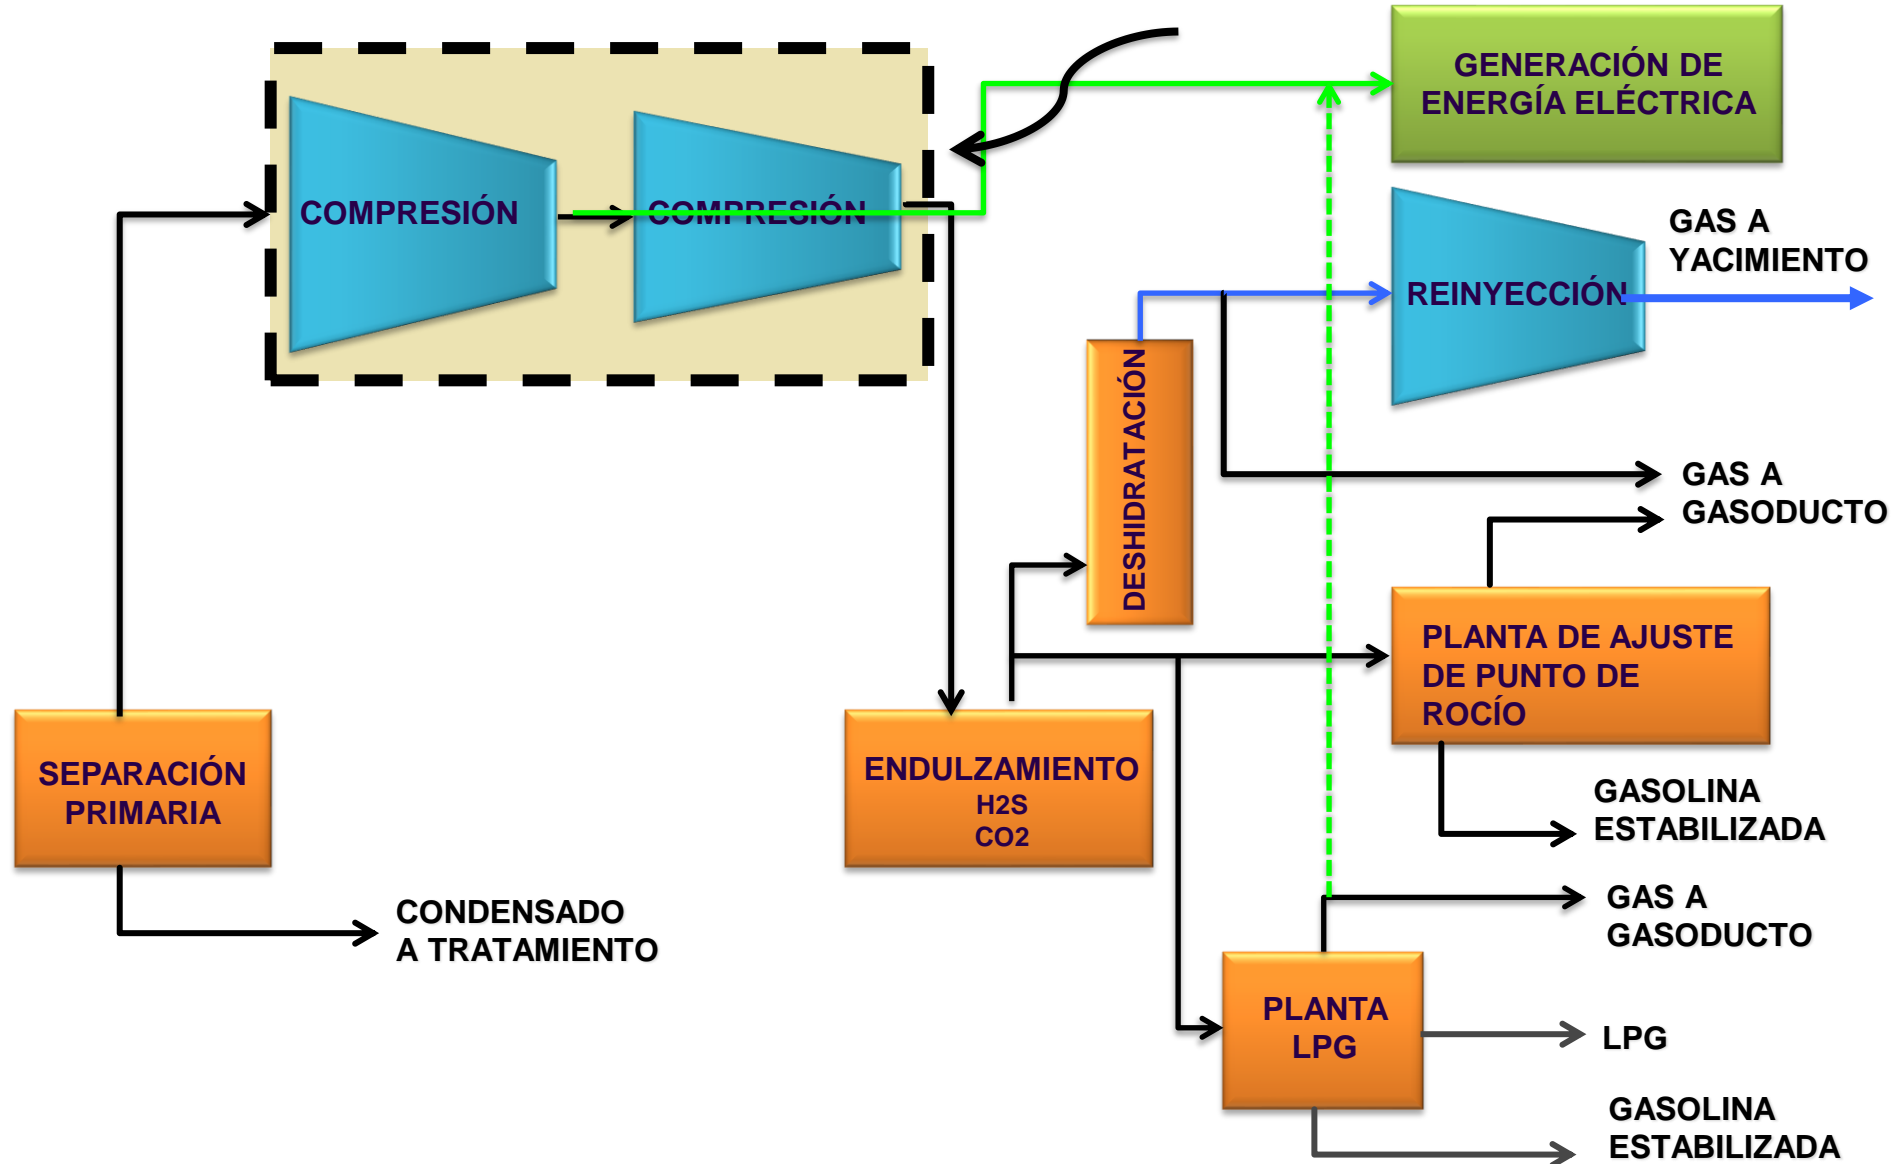 GENERACIÓN DE
ENERGÍA ELÉCTRICA
COMPRESIÓN
COMPRESIÓN
GAS A
YACIMIENTO
REINYECCIÓN
DESHIDRATACIÓN
GAS A
GASODUCTO
PLANTA DE AJUSTE
DE PUNTO DE
ROCÍO
SEPARACIÓN
PRIMARIA
ENDULZAMIENTO
H2S
CO2
GASOLINA
ESTABILIZADA
CONDENSADO
A TRATAMIENTO
GAS A
GASODUCTO
PLANTA
LPG
LPG
GASOLINA
ESTABILIZADA